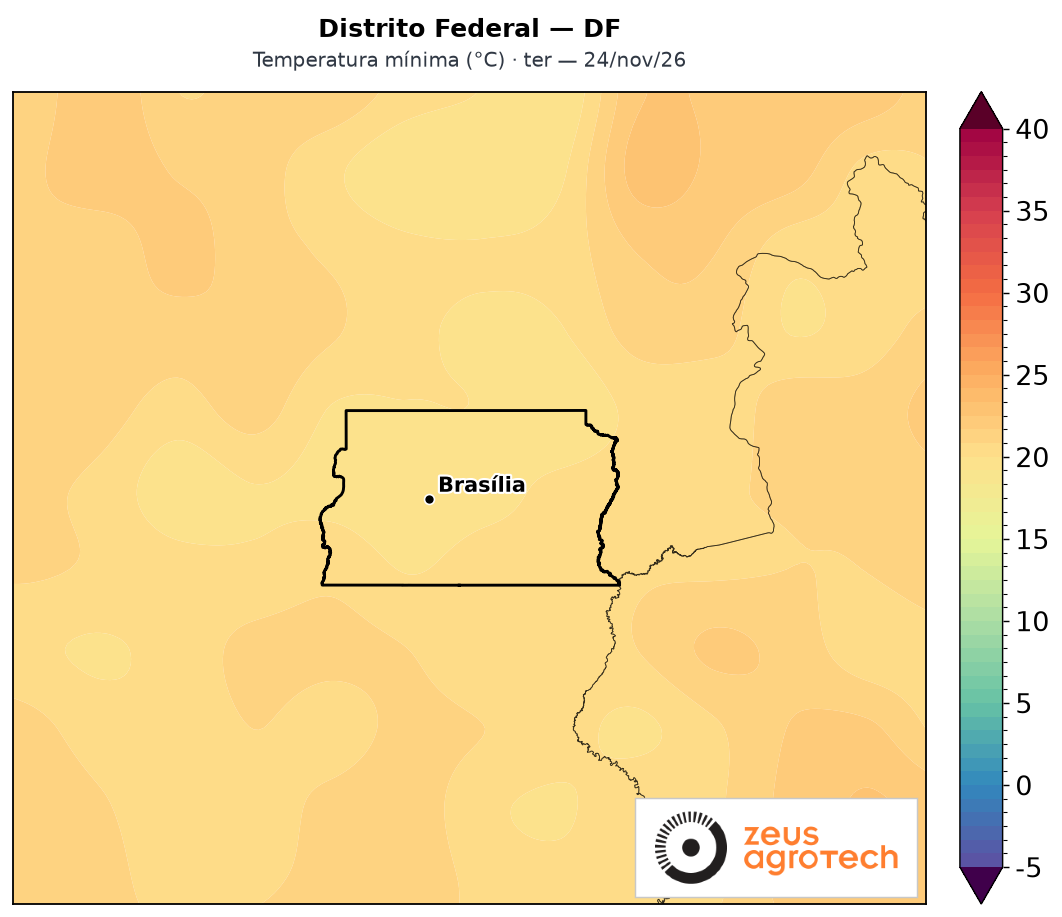 Distrito Federal — DF
Temperatura mínima (°C) · ter — 24/nov/26
40
35
30
25
20
15
10
5
0
-5
Brasília
zeus
agrotech